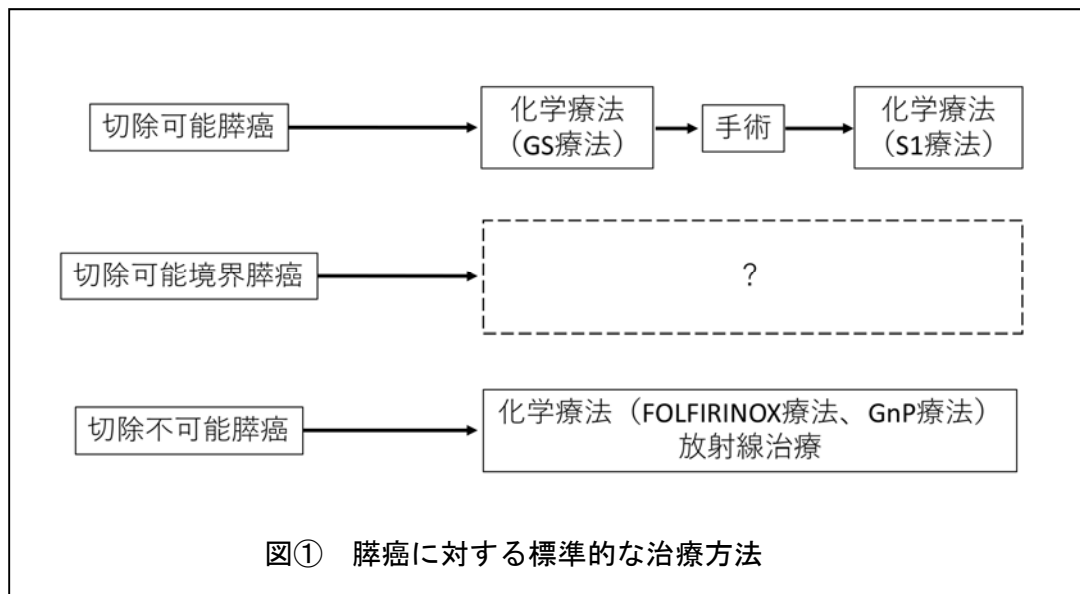 切除可能膵癌
化学療法
（GS療法）
手術
化学療法
（S1療法）
切除可能境界膵癌
？
切除不可能膵癌
化学療法（FOLFIRINOX療法、GnP療法）
放射線治療
図① 膵癌に対する標準的な治療方法